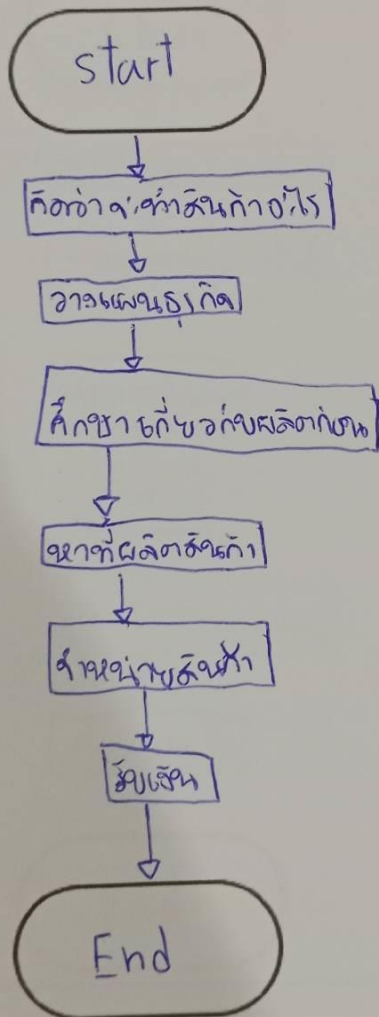 start
คิดว่าจะทำสินค้าอะไร
วางแผนธุรกิจ
ศึกษาเกี่ยวกับผลิตภัณฑ์
หาที่ผลิตสินค้า
จำหน่ายสินค้า
รับเงิน
End